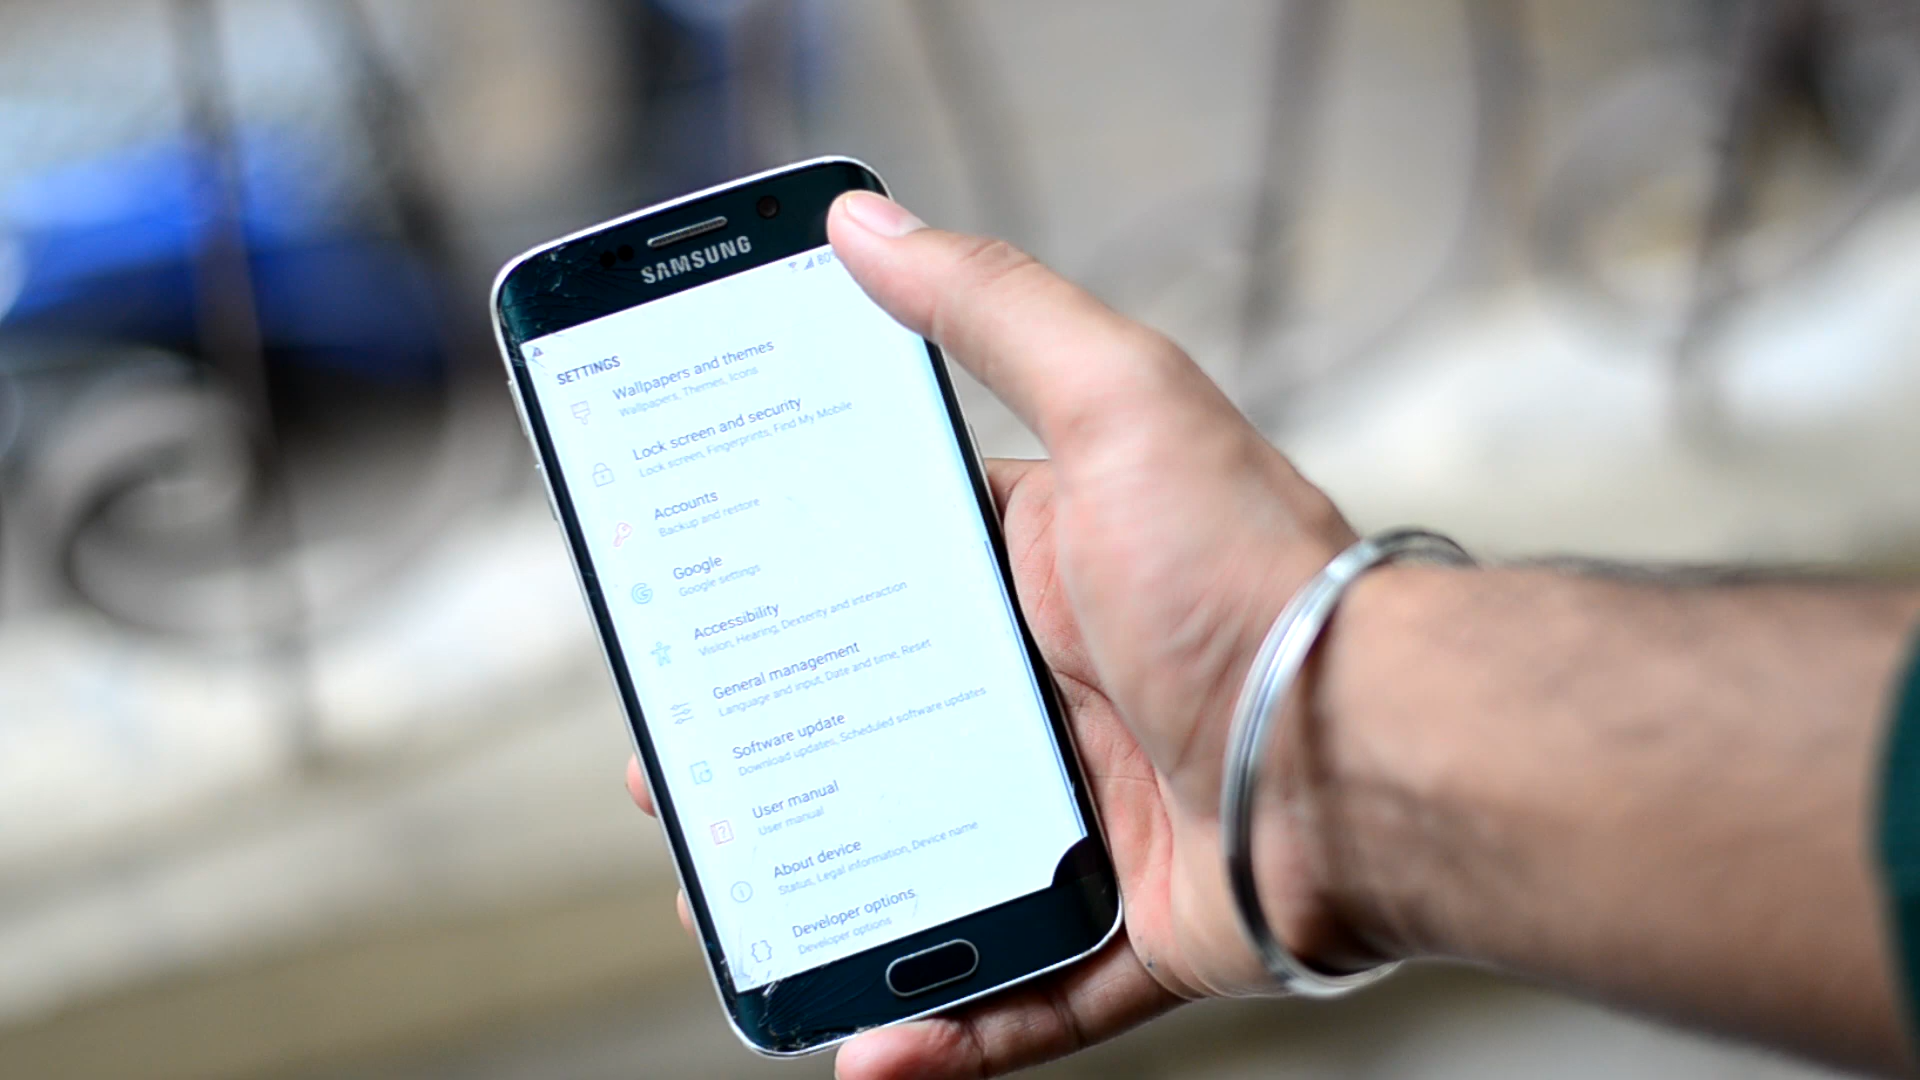 SAMSUNG
80%
SETTINGS
Wallpapers and themes
Wallpapers, Themes, Icons
Lock screen and security
Lock screen, Fingerprints, Find My Mobile
Accounts
Backup and restore
Google
Google settings
Accessibility
Vision, Hearing, Dexterity and interaction
General management
Language and input, Date and time, Reset
Software update
Download updates, Scheduled software updates
User manual
User manual
About device
Status, Legal information, Device name
Developer options
Developer options